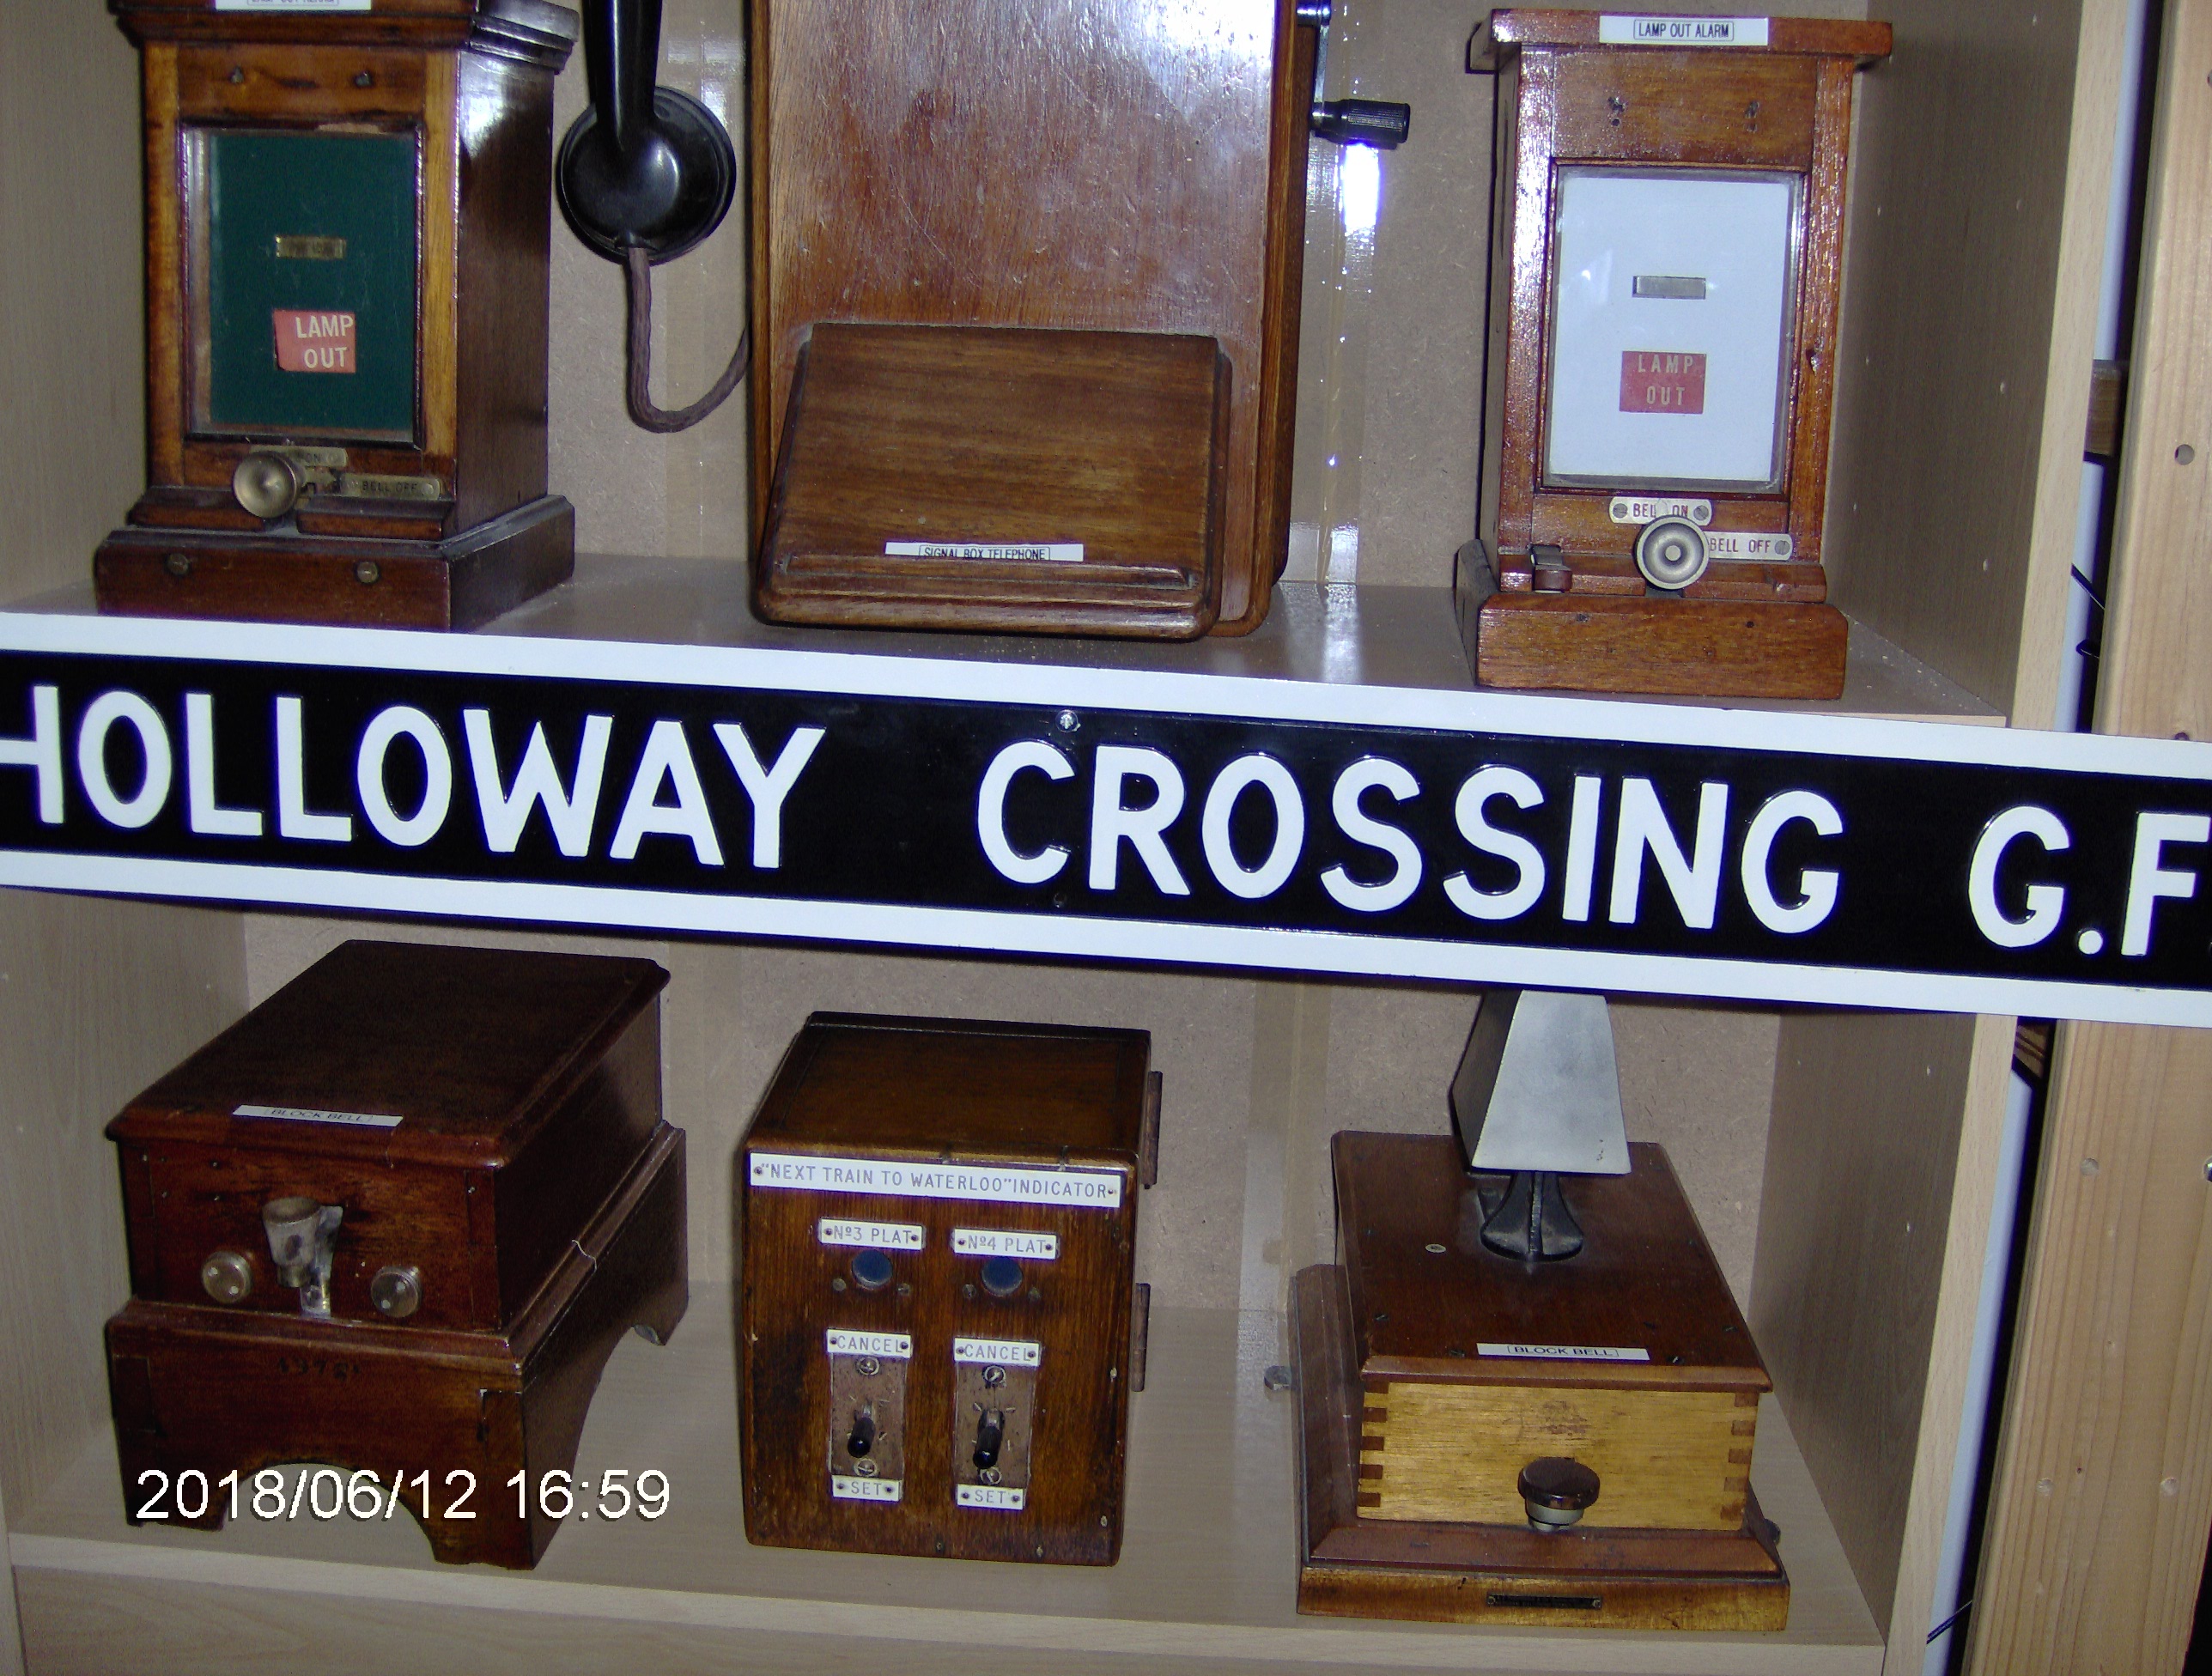 LAMP OUT ALARM
LAMP
OUT
BELL OFF
SIGNAL BOX TELEPHONE
LAMP
OUT
BELL ON
BELL OFF
HOLLOWAY CROSSING G.F
BLOCK BELL
"NEXT TRAIN TO WATERLOO" INDICATOR
Nº3 PLAT
Nº4 PLAT
CANCEL
CANCEL
SET
SET
BLOCK BELL
2018/06/12 16:59